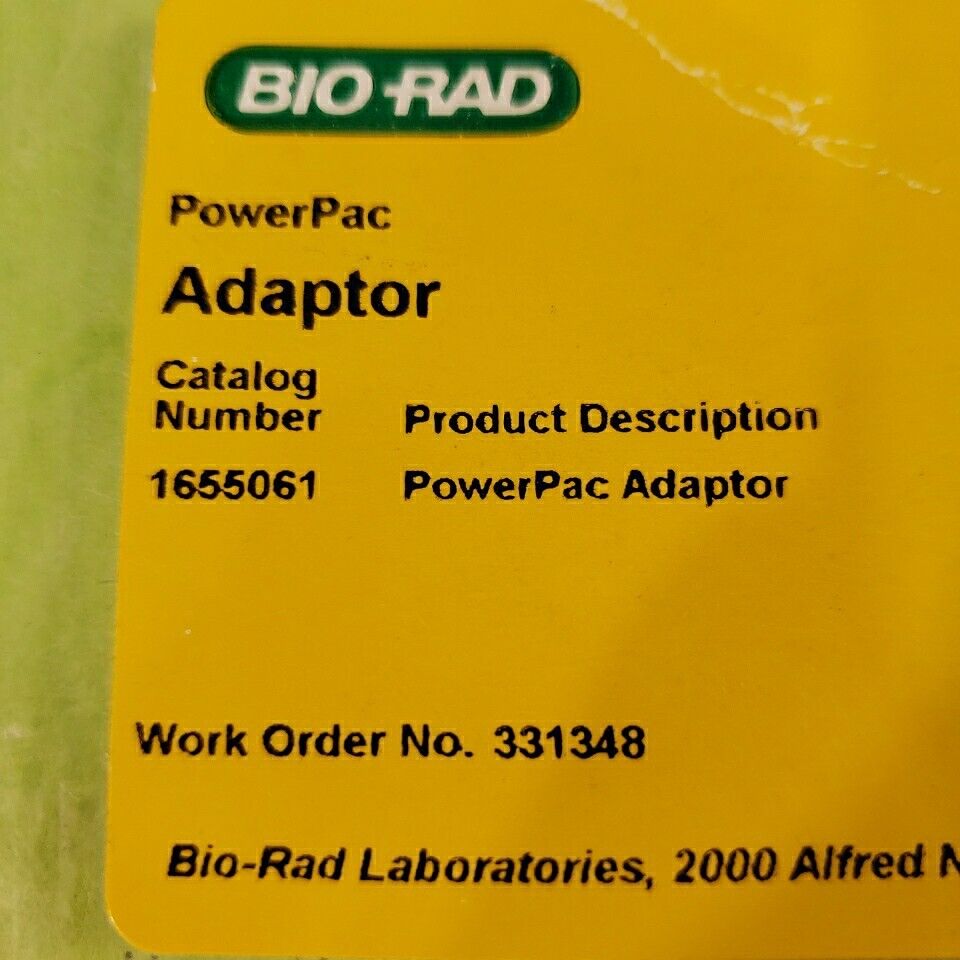 BIO-RAD
PowerPac
Adaptor
Catalog
Number Product Description
1655061 PowerPac Adaptor
Work Order No. 331348
Bio-Rad Laboratories, 2000 Alfred N